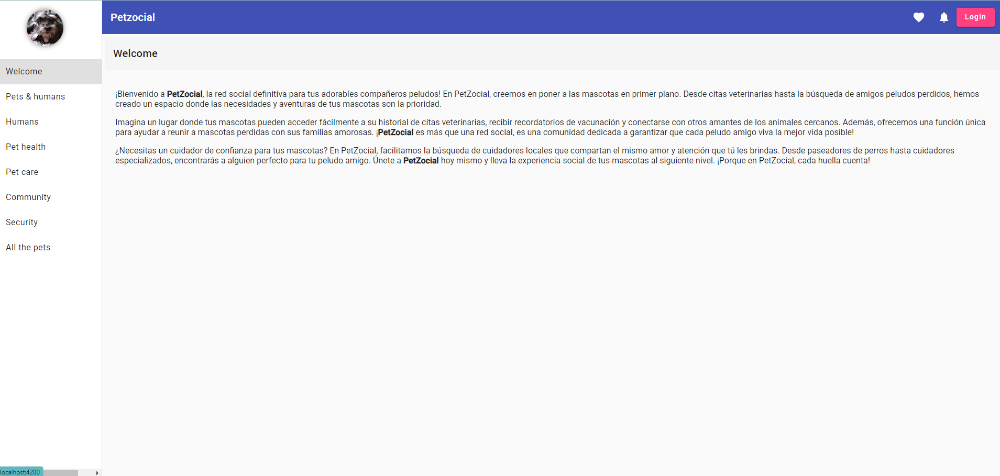 Petzocial
Login
Welcome
Welcome
Pets & humans
Humans
Pet health
Pet care
Community
Security
All the pets
¡Bienvenido a PetZocial, la red social definitiva para tus adorables compañeros peludos! En PetZocial, creemos en poner a las mascotas en primer plano. Desde citas veterinarias hasta la búsqueda de amigos peludos perdidos, hemos
creado un espacio donde las necesidades y aventuras de tus mascotas son la prioridad.
Imagina un lugar donde tus mascotas pueden acceder fácilmente a su historial de citas veterinarias, recibir recordatorios de vacunación y conectarse con otros amantes de los animales cercanos. Además, ofrecemos una función única
para ayudar a reunir a mascotas perdidas con sus familias amorosas. ¡PetZocial es más que una red social, es una comunidad dedicada a garantizar que cada peludo amigo viva la mejor vida posible!
¿Necesitas un cuidador de confianza para tus mascotas? En PetZocial, facilitamos la búsqueda de cuidadores locales que compartan el mismo amor y atención que tú les brindas. Desde paseadores de perros hasta cuidadores
especializados, encontrarás a alguien perfecto para tu peludo amigo. Únete a PetZocial hoy mismo y lleva la experiencia social de tus mascotas al siguiente nivel. ¡Porque en PetZocial, cada huella cuenta!
localhost:4200